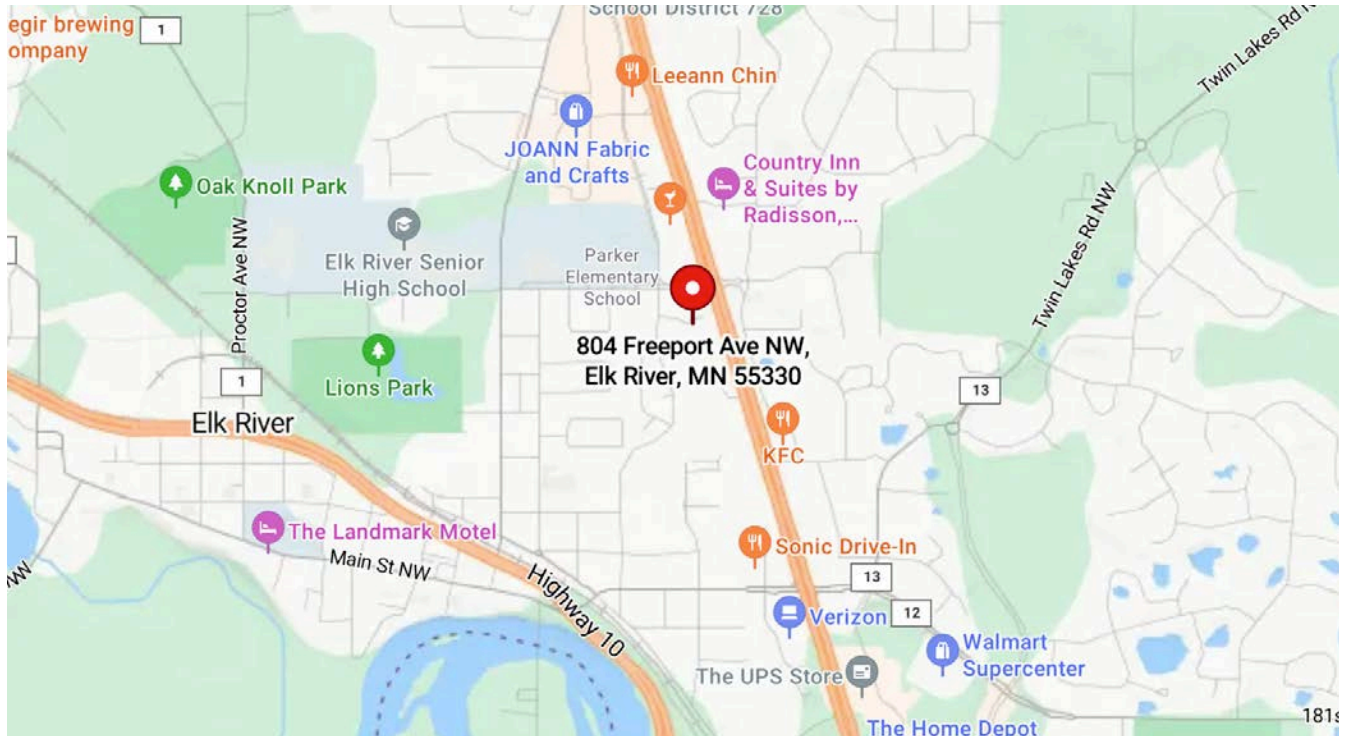 School District 728
egir brewing
ompany
1
Leeann Chin
Twin Lakes Rd N
JOANN Fabric
and Crafts
Country Inn
& Suites by
Radisson,...
Oak Knoll Park
Elk River Senior
High School
Parker
Elementary
School
Proctor Ave NW
Twin Lakes Rd NW
804 Freeport Ave NW,
Elk River, MN 55330
Lions Park
1
13
Elk River
KFC
The Landmark Motel
Main St NW
Sonic Drive-In
Highway 10
13
NW
Verizon
12
Walmart
Supercenter
The UPS Store
The Home Depot
181s